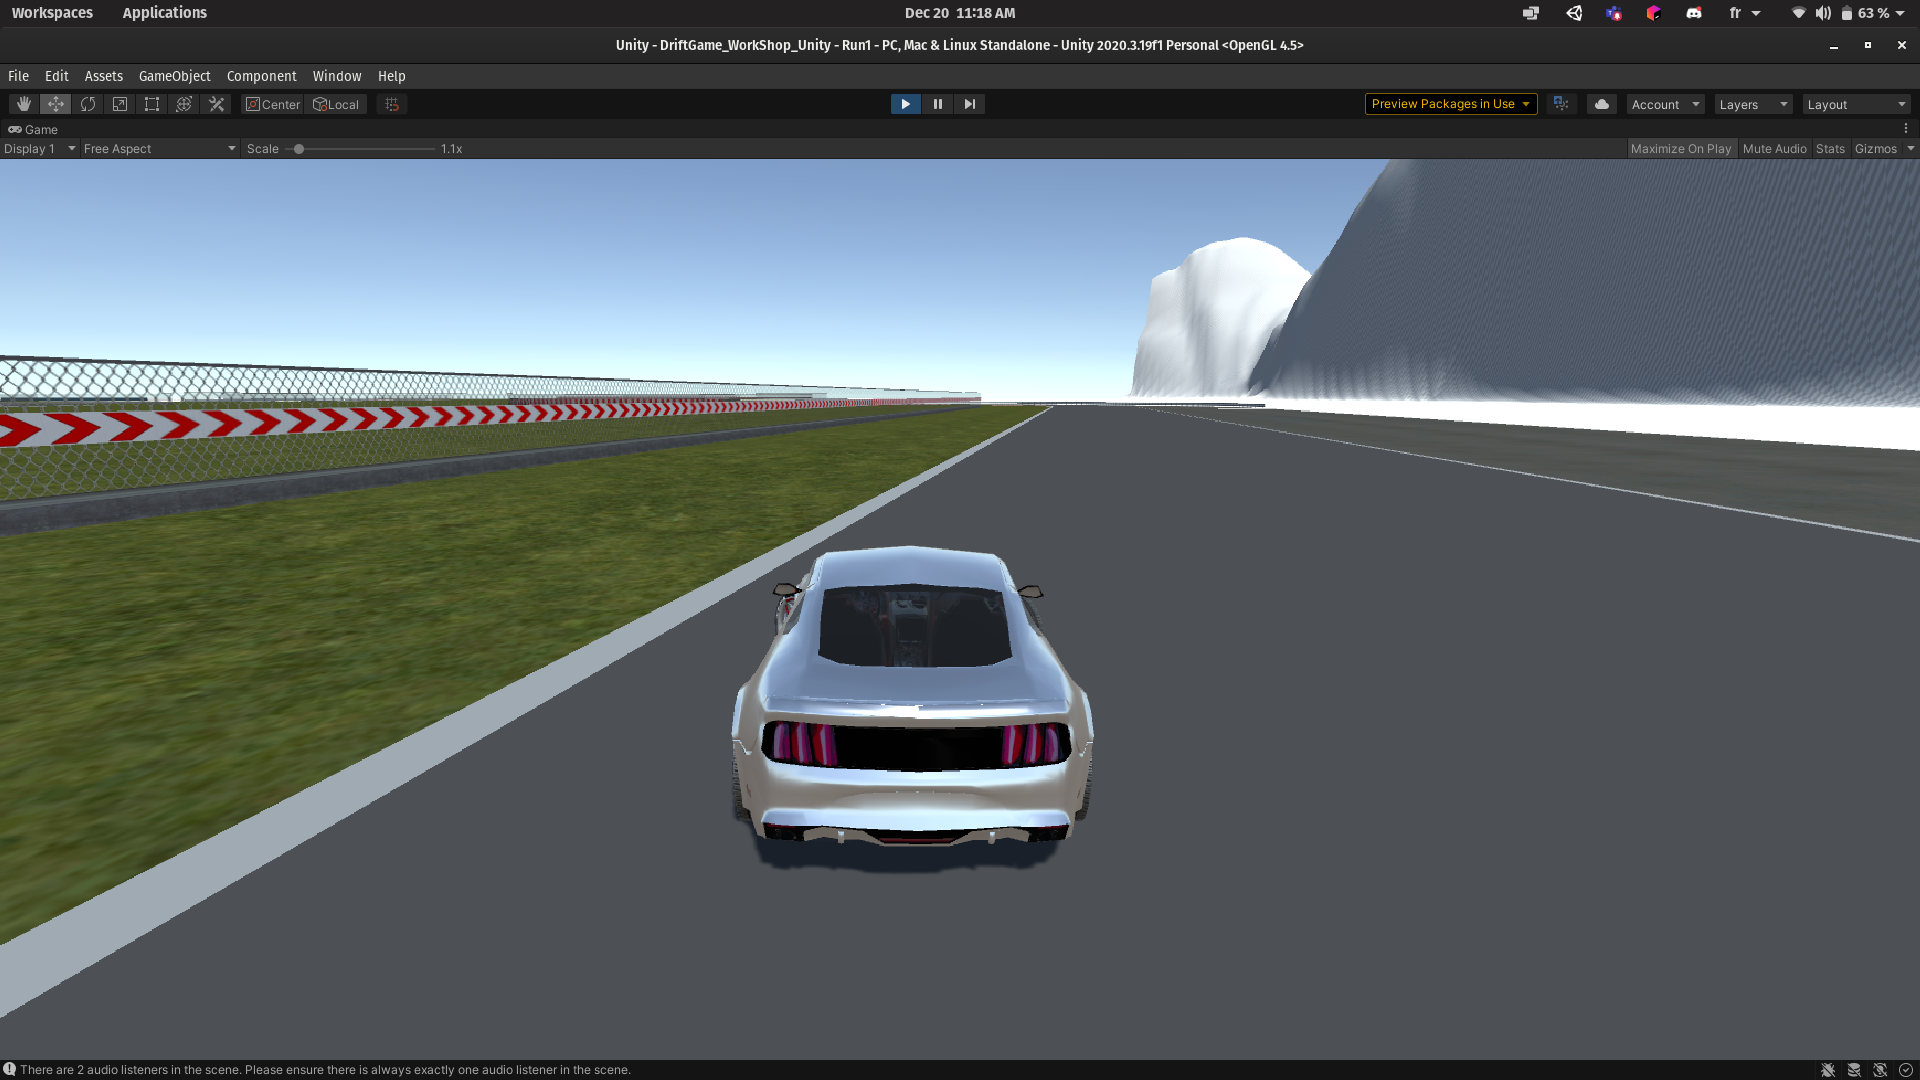 Workspaces Applications Dec 20 11:18 AM fr 63 %
Unity - DriftGame_WorkShop_Unity - Run1 - PC, Mac & Linux Standalone - Unity 2020.3.19f1 Personal <OpenGL 4.5>
File Edit Assets GameObject Component Window Help
Center Local Preview Packages in Use Account Layers Layout
Game
Display 1 Free Aspect Scale 1.1x Maximize On Play Mute Audio Stats Gizmos
There are 2 audio listeners in the scene. Please ensure there is always exactly one audio listener in the scene.